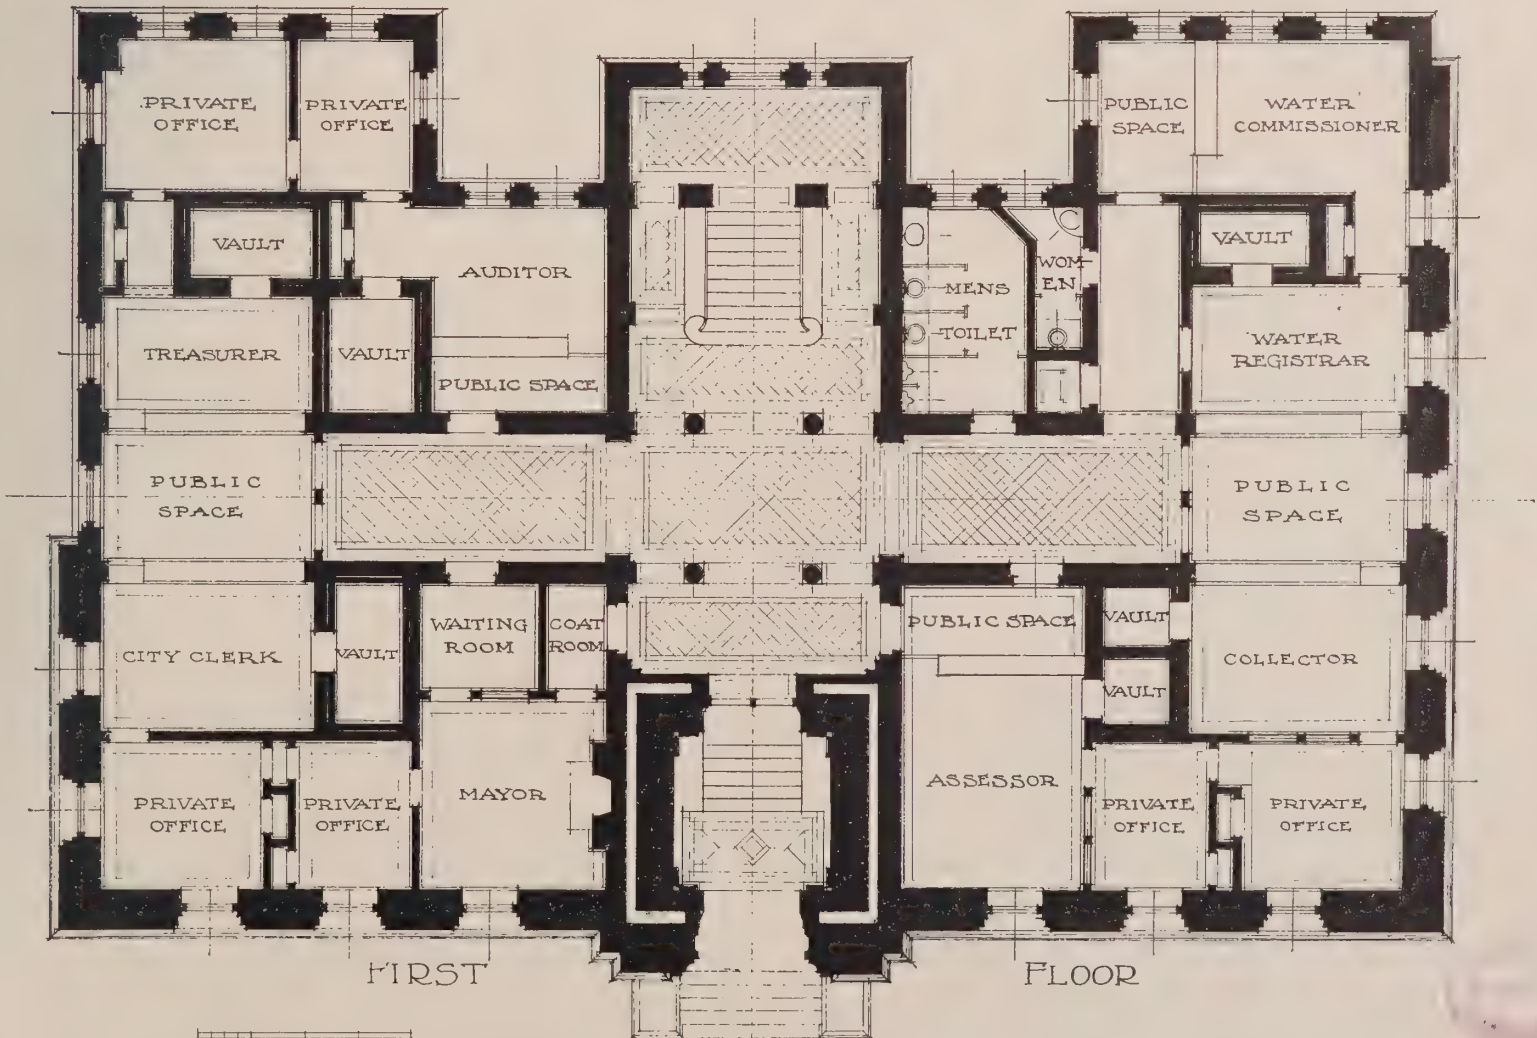 PRIVATE
OFFICE
PRIVATE
OFFICE
PUBLIC
SPACE
WATER
COMMISSIONER
VAULT
AUDITOR
MENS
TOILET
WOM
EN
VAULT
TREASURER
VAULT
PUBLIC SPACE
WATER
REGISTRAR
PUBLIC
SPACE
PUBLIC
SPACE
CITY CLERK
VAULT
WAITING
ROOM
COAT
ROOM
PUBLIC SPACE
VAULT
VAULT
COLLECTOR
PRIVATE
OFFICE
PRIVATE
OFFICE
MAYOR
ASSESSOR
PRIVATE
OFFICE
PRIVATE
OFFICE
FIRST FLOOR